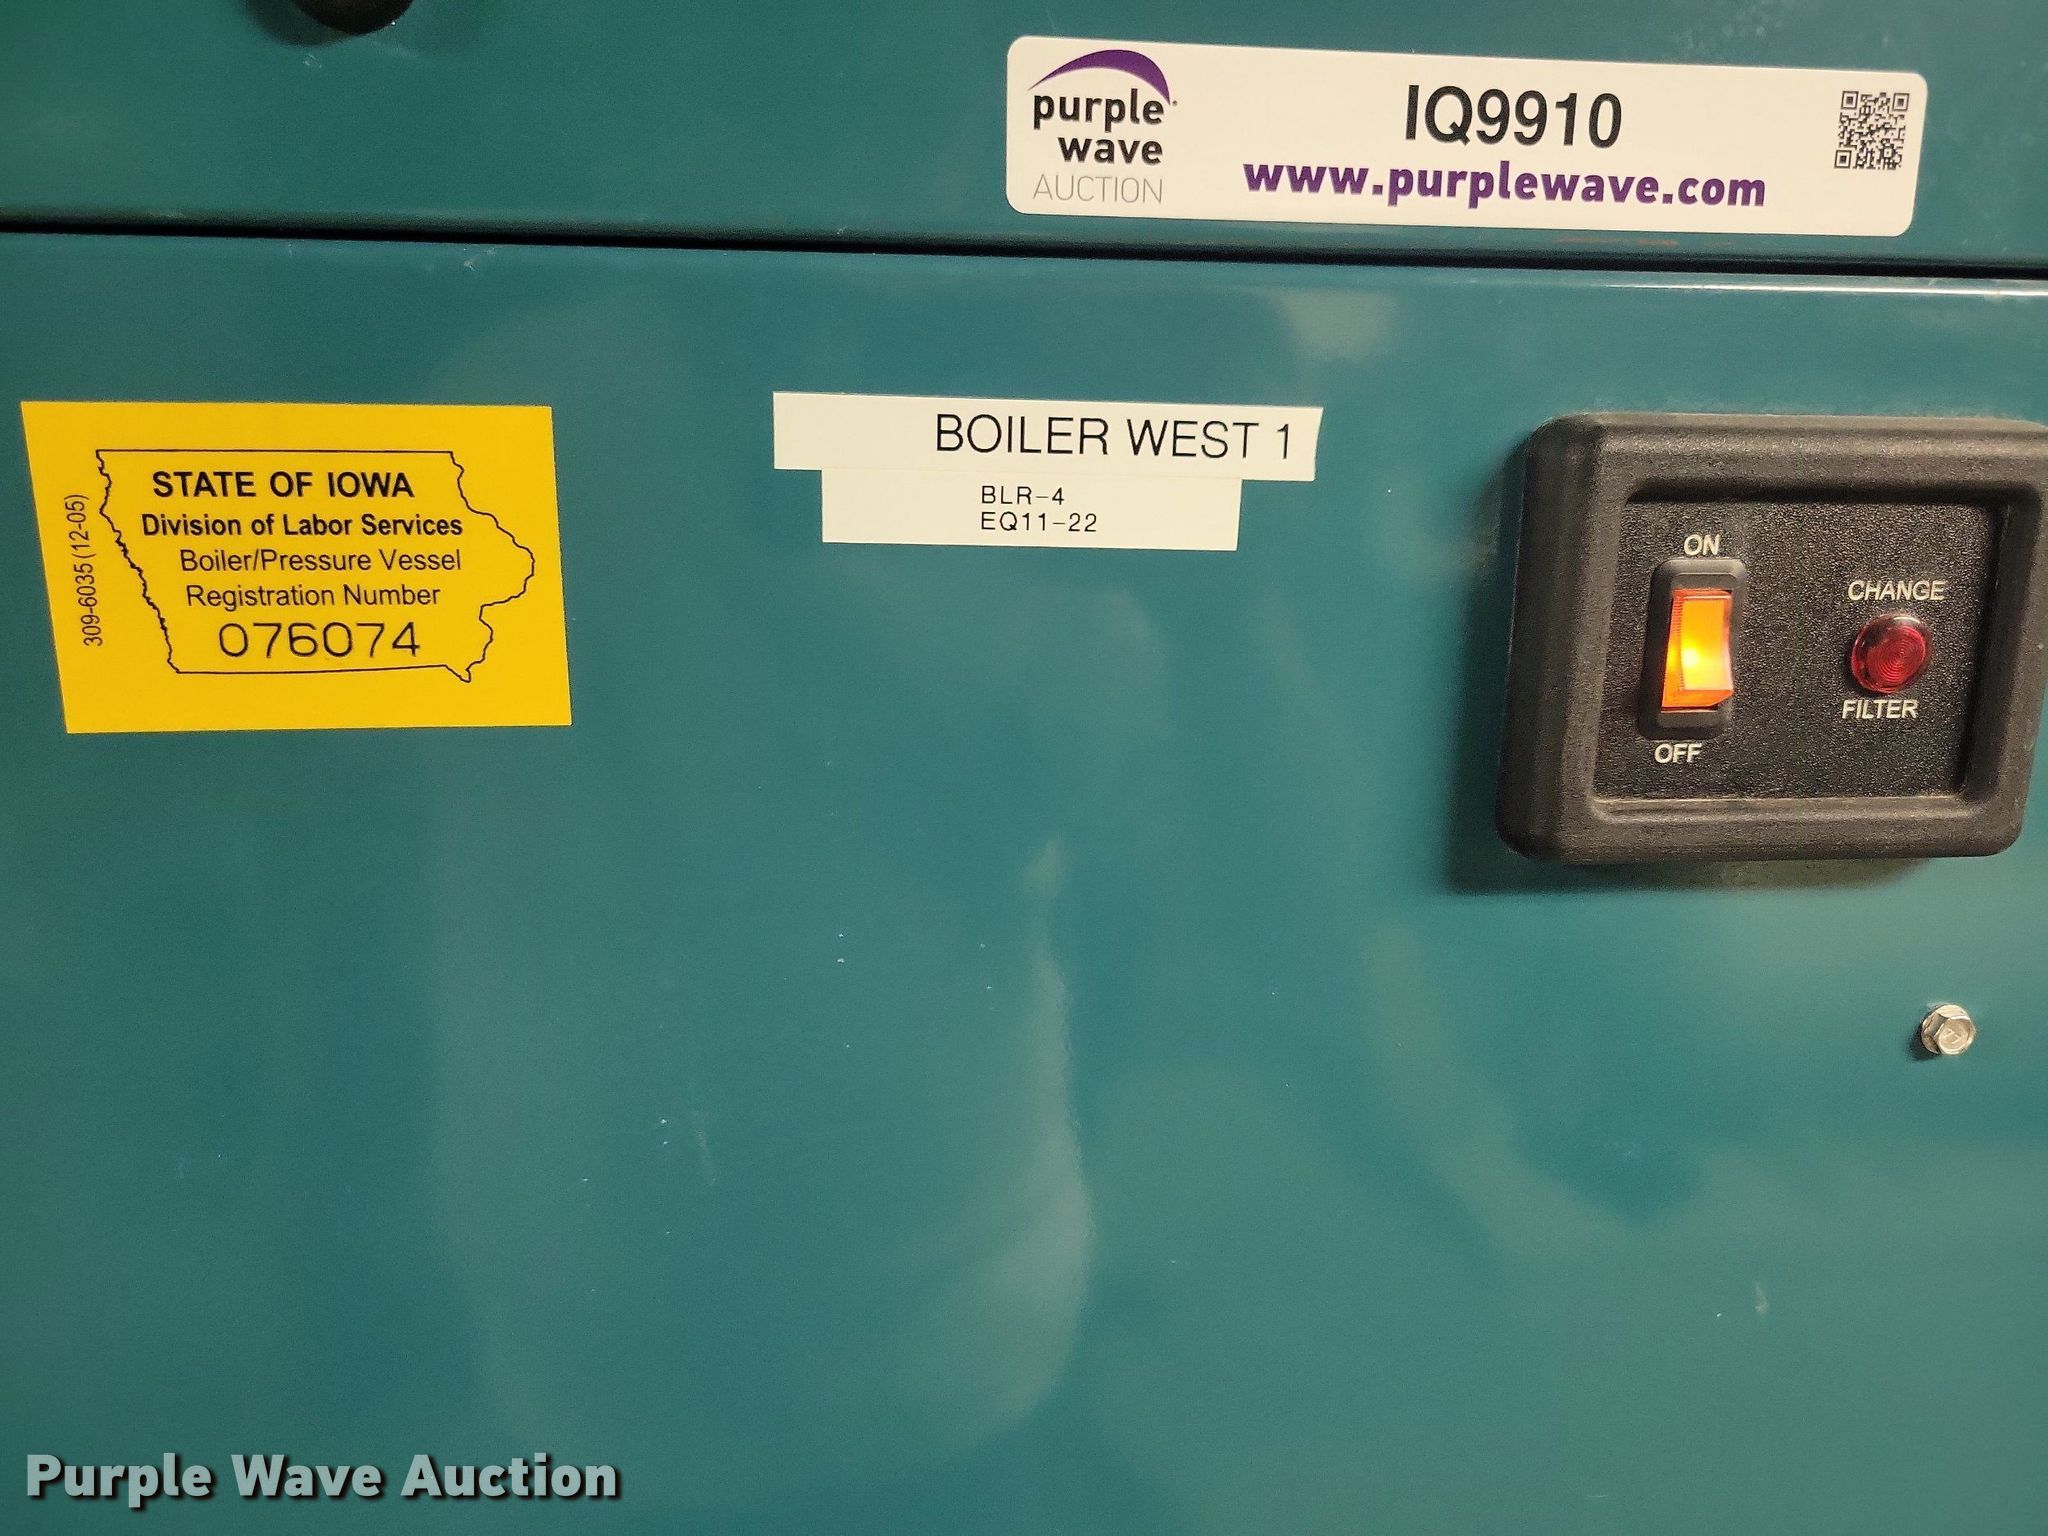 purple
wave
AUCTION
IQ9910
www.purplewave.com
309-6035 (12-05)
STATE OF IOWA
Division of Labor Services
Boiler/Pressure Vessel
Registration Number
076074
BOILER WEST 1
BLR-4
EQ11-22
ON
OFF
CHANGE
FILTER
Purple Wave Auction